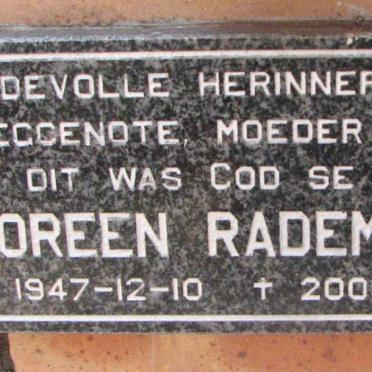 DEVOLLE HERINNER
EGGENOTE, MOEDER
DIT WAS GOD SE
OREEN RADEM
1947-12-10 † 200